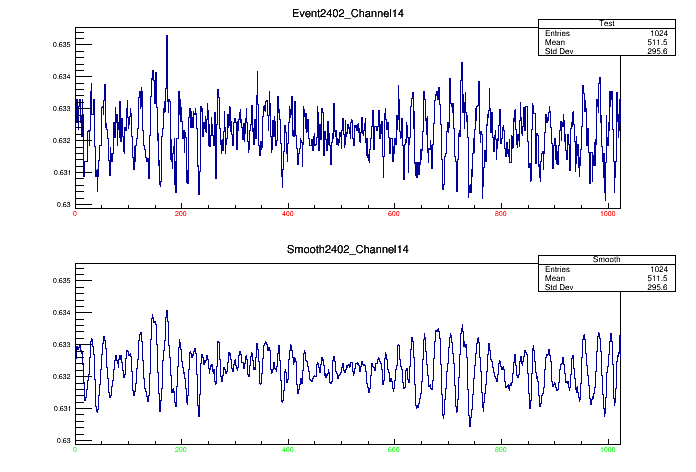 Event2402_Channel14
Test
Entries 1024
Mean 511.5
Std Dev 295.6
0.635
0.634
0.633
0.632
0.631
0.63
0 200 400 600 800 1000
Smooth2402_Channel14
Smooth
Entries 1024
Mean 511.5
Std Dev 295.6
0.635
0.634
0.633
0.632
0.631
0.63
0 200 400 600 800 1000